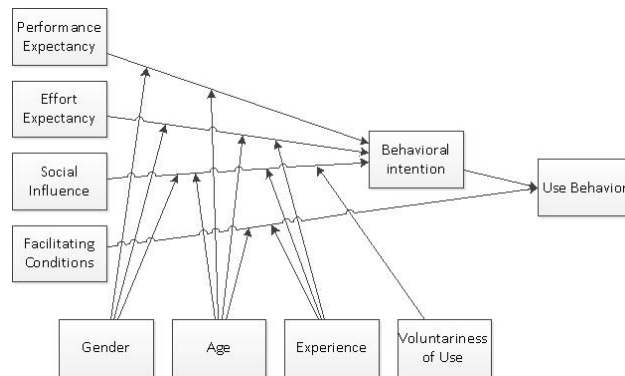 Performance
Expectancy
Effort
Expectancy
Social
Influence
Facilitating
Conditions
Behavioral
intention
Use Behavior
Gender
Age
Experience
Voluntariness
of Use